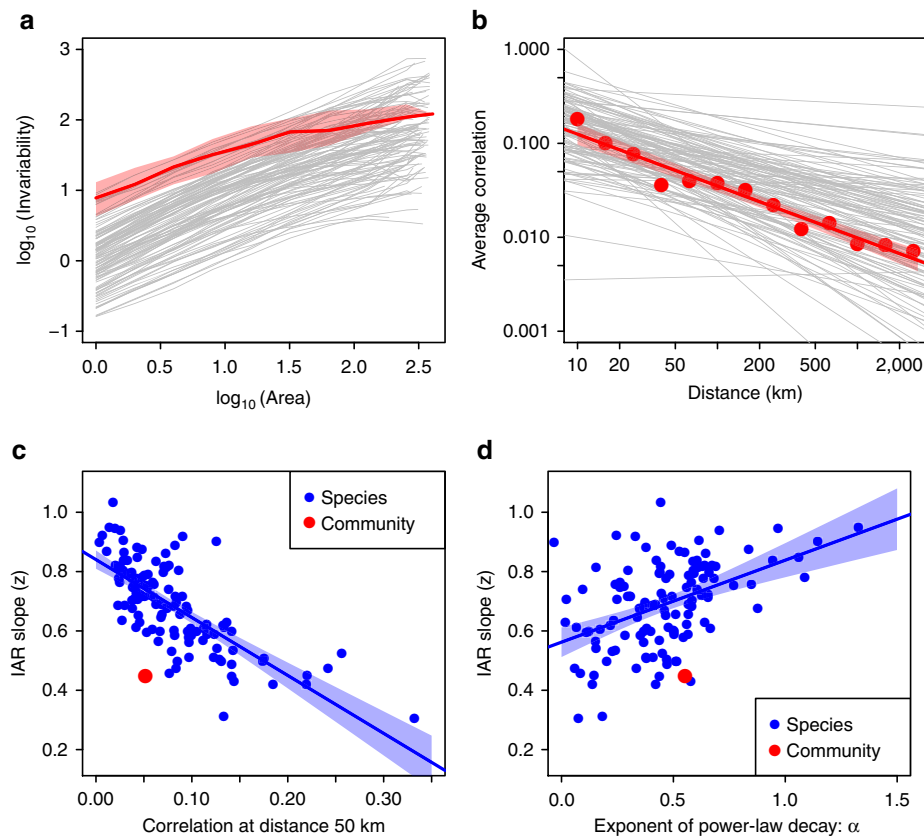 a
3
2
1
0
−1
log10 (Invariability)
0.0 0.5 1.0 1.5 2.0 2.5
log10 (Area)
b
1.000
0.100
0.010
0.001
Average correlation
10 20 50 200 500 2,000
Distance (km)
c
1.0
0.8
0.6
0.4
0.2
IAR slope (z)
Species
Community
0.00 0.10 0.20 0.30
Correlation at distance 50 km
d
1.0
0.8
0.6
0.4
0.2
IAR slope (z)
Species
Community
0.0 0.5 1.0 1.5
Exponent of power-law decay: α